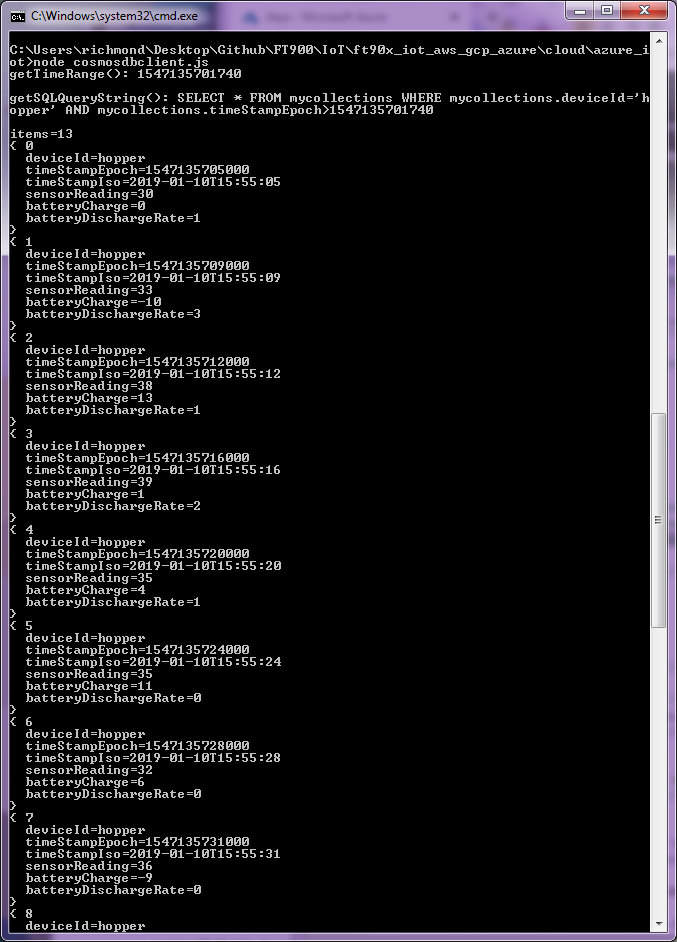 C:\Windows\system32\cmd.exe
C:\Users\richmond\Desktop\Github\FT900\IoT\ft90x_iot_aws_gcp_azure\cloud\azure_i
ot>node cosmosdbclient.js
getTimeRange(): 1547135701740
getSQLQueryString(): SELECT * FROM mycollections WHERE mycollections.deviceId='h
opper' AND mycollections.timeStampEpoch>1547135701740
items=13
{ 0
deviceId=hopper
timeStampEpoch=1547135705000
timeStampIso=2019-01-10T15:55:05
sensorReading=30
batteryCharge=0
batteryDischargeRate=1
}
{ 1
deviceId=hopper
timeStampEpoch=1547135709000
timeStampIso=2019-01-10T15:55:09
sensorReading=33
batteryCharge=-10
batteryDischargeRate=3
}
{ 2
deviceId=hopper
timeStampEpoch=1547135712000
timeStampIso=2019-01-10T15:55:12
sensorReading=38
batteryCharge=13
batteryDischargeRate=1
}
{ 3
deviceId=hopper
timeStampEpoch=1547135716000
timeStampIso=2019-01-10T15:55:16
sensorReading=39
batteryCharge=1
batteryDischargeRate=2
}
{ 4
deviceId=hopper
timeStampEpoch=1547135720000
timeStampIso=2019-01-10T15:55:20
sensorReading=35
batteryCharge=4
batteryDischargeRate=1
}
{ 5
deviceId=hopper
timeStampEpoch=1547135724000
timeStampIso=2019-01-10T15:55:24
sensorReading=35
batteryCharge=11
batteryDischargeRate=0
}
{ 6
deviceId=hopper
timeStampEpoch=1547135728000
timeStampIso=2019-01-10T15:55:28
sensorReading=32
batteryCharge=6
batteryDischargeRate=0
}
{ 7
deviceId=hopper
timeStampEpoch=1547135731000
timeStampIso=2019-01-10T15:55:31
sensorReading=36
batteryCharge=-9
batteryDischargeRate=0
}
{ 8
deviceId=hopper